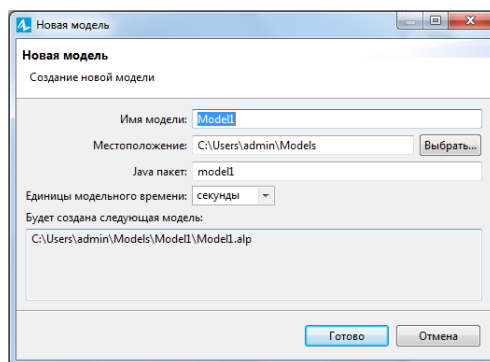 Новая модель
Новая модель
Создание новой модели
Имя модели: Model1
Местоположение: C:\Users\admin\Models Выбрать...
Java пакет: model1
Единицы модельного времени: секунды
Будет создана следующая модель:
C:\Users\admin\Models\Model1\Model1.alp
Готово Отмена